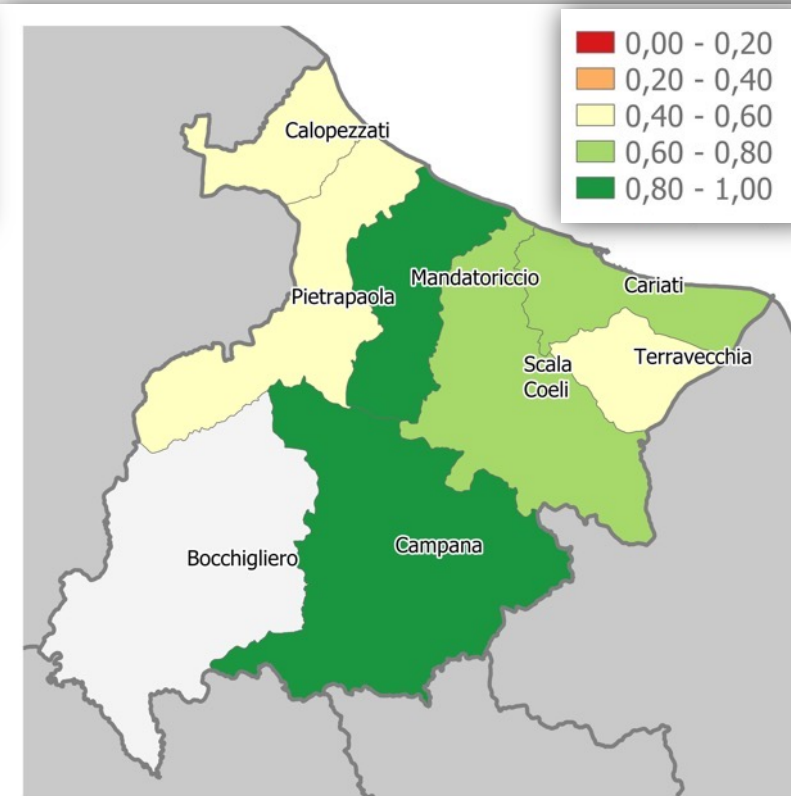 0,00 - 0,20
0,20 - 0,40
0,40 - 0,60
0,60 - 0,80
0,80 - 1,00
Calopezzati
Mandatoriccio
Cariati
Pietrapaola
Terravecchia
Scala
Coeli
Campana
Bocchigliero